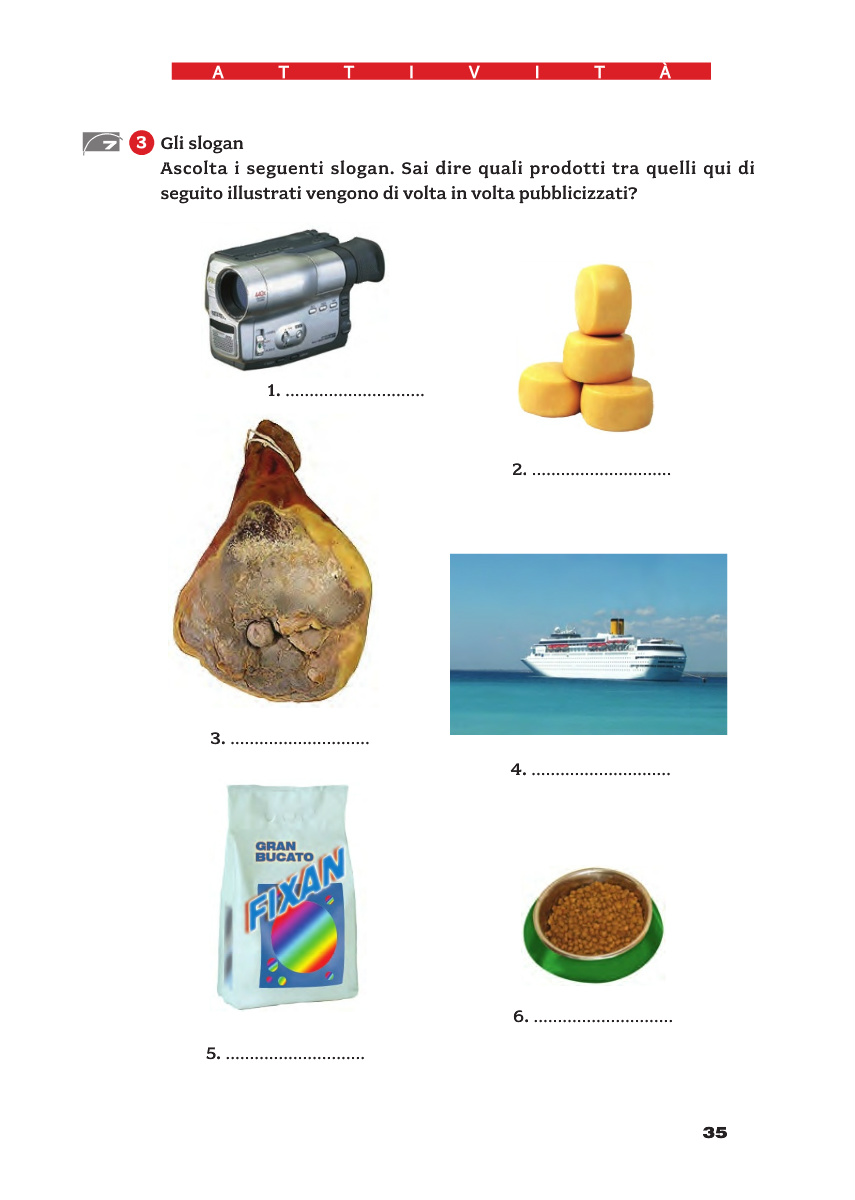 A T T I V I T À
7 3 Gli slogan
Ascolta i seguenti slogan. Sai dire quali prodotti tra quelli qui di
seguito illustrati vengono di volta in volta pubblicizzati?
1. .............................
2. .............................
3. .............................
4. .............................
GRAN
BUCATO
FIXAN
5. .............................
6. .............................
35